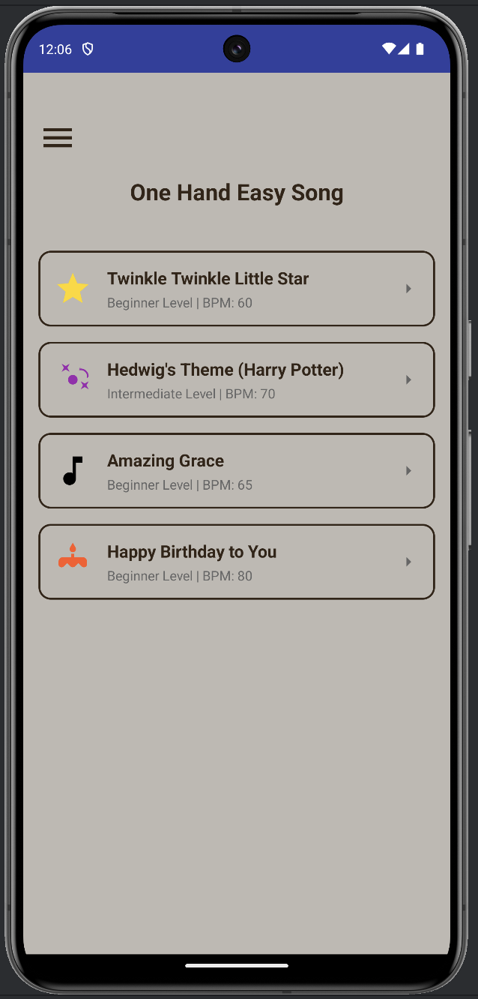 12:06
One Hand Easy Song
Twinkle Twinkle Little Star
Beginner Level | BPM: 60
Hedwig's Theme (Harry Potter)
Intermediate Level | BPM: 70
Amazing Grace
Beginner Level | BPM: 65
Happy Birthday to You
Beginner Level | BPM: 80